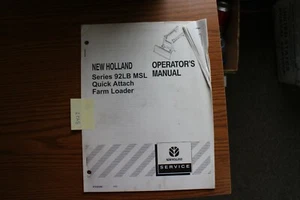 NEW HOLLAND
Series 92LB MSL
Quick Attach
Farm Loader
OPERATOR'S
MANUAL
NEW HOLLAND
SERVICE